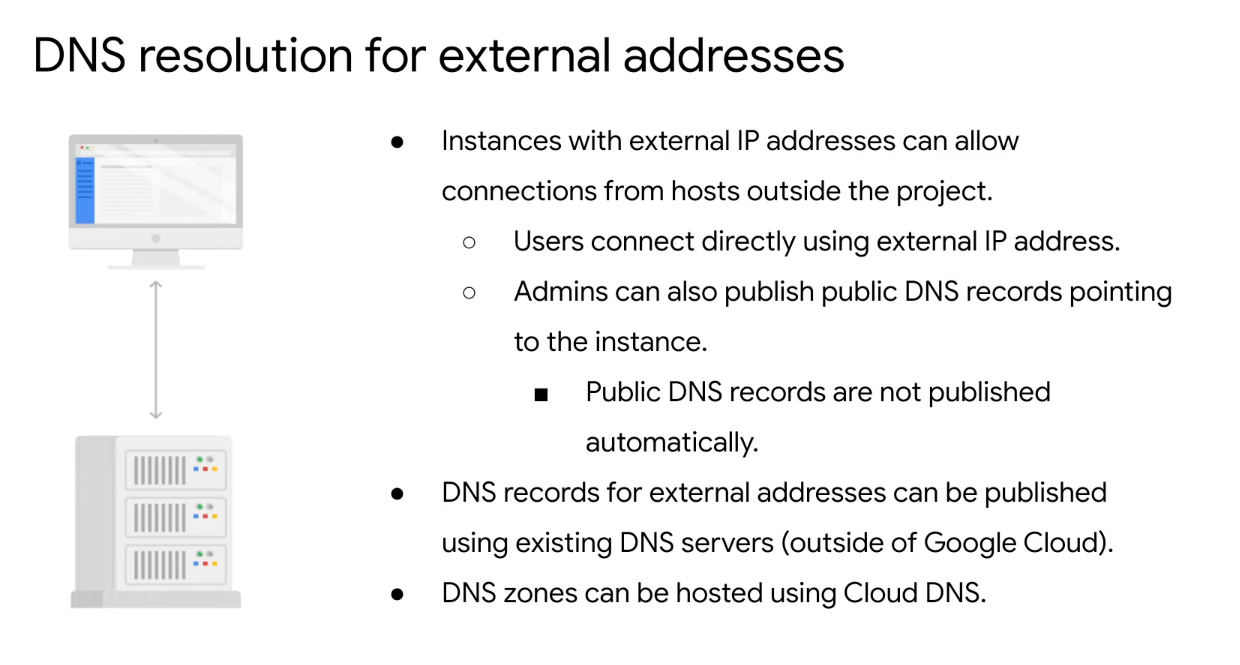 DNS resolution for external addresses
● Instances with external IP addresses can allow
connections from hosts outside the project.
○ Users connect directly using external IP address.
○ Admins can also publish public DNS records pointing
to the instance.
■ Public DNS records are not published
automatically.
● DNS records for external addresses can be published
using existing DNS servers (outside of Google Cloud).
● DNS zones can be hosted using Cloud DNS.